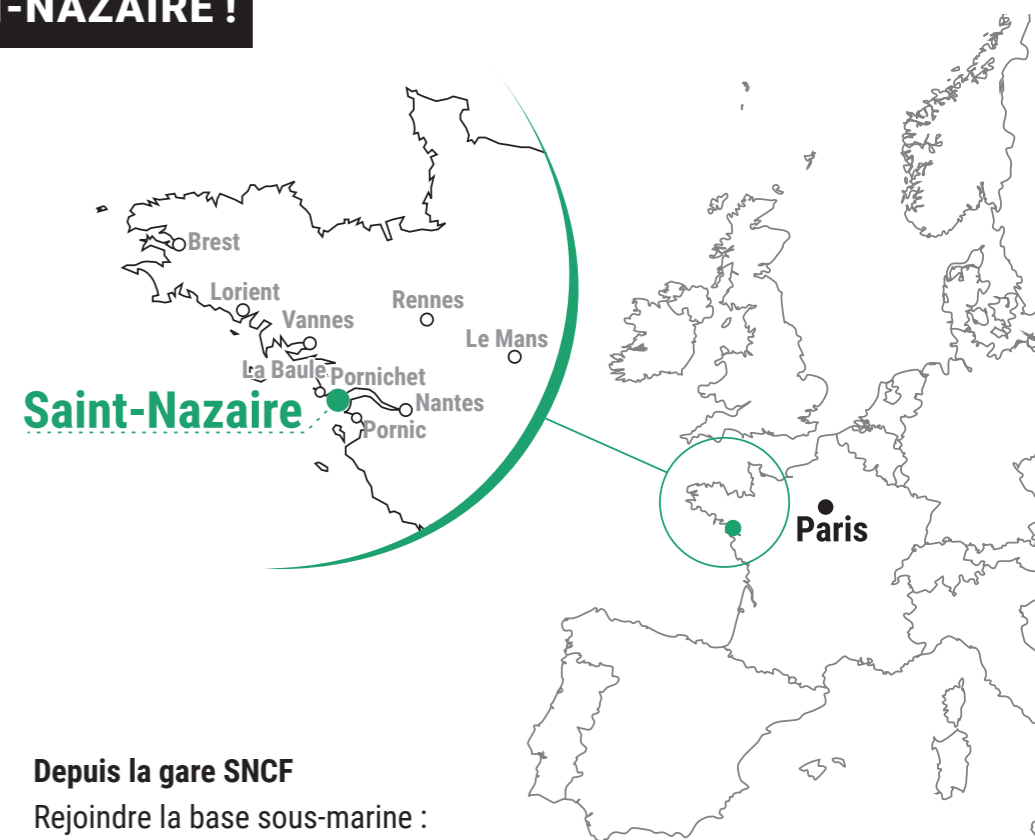 -NAZAIRE !
Brest
Lorient
Rennes
Vannes
Le Mans
La Baule
Pornichet
Saint-Nazaire
Nantes
Pornic
Paris
Depuis la gare SNCF
Rejoindre la base sous-marine :